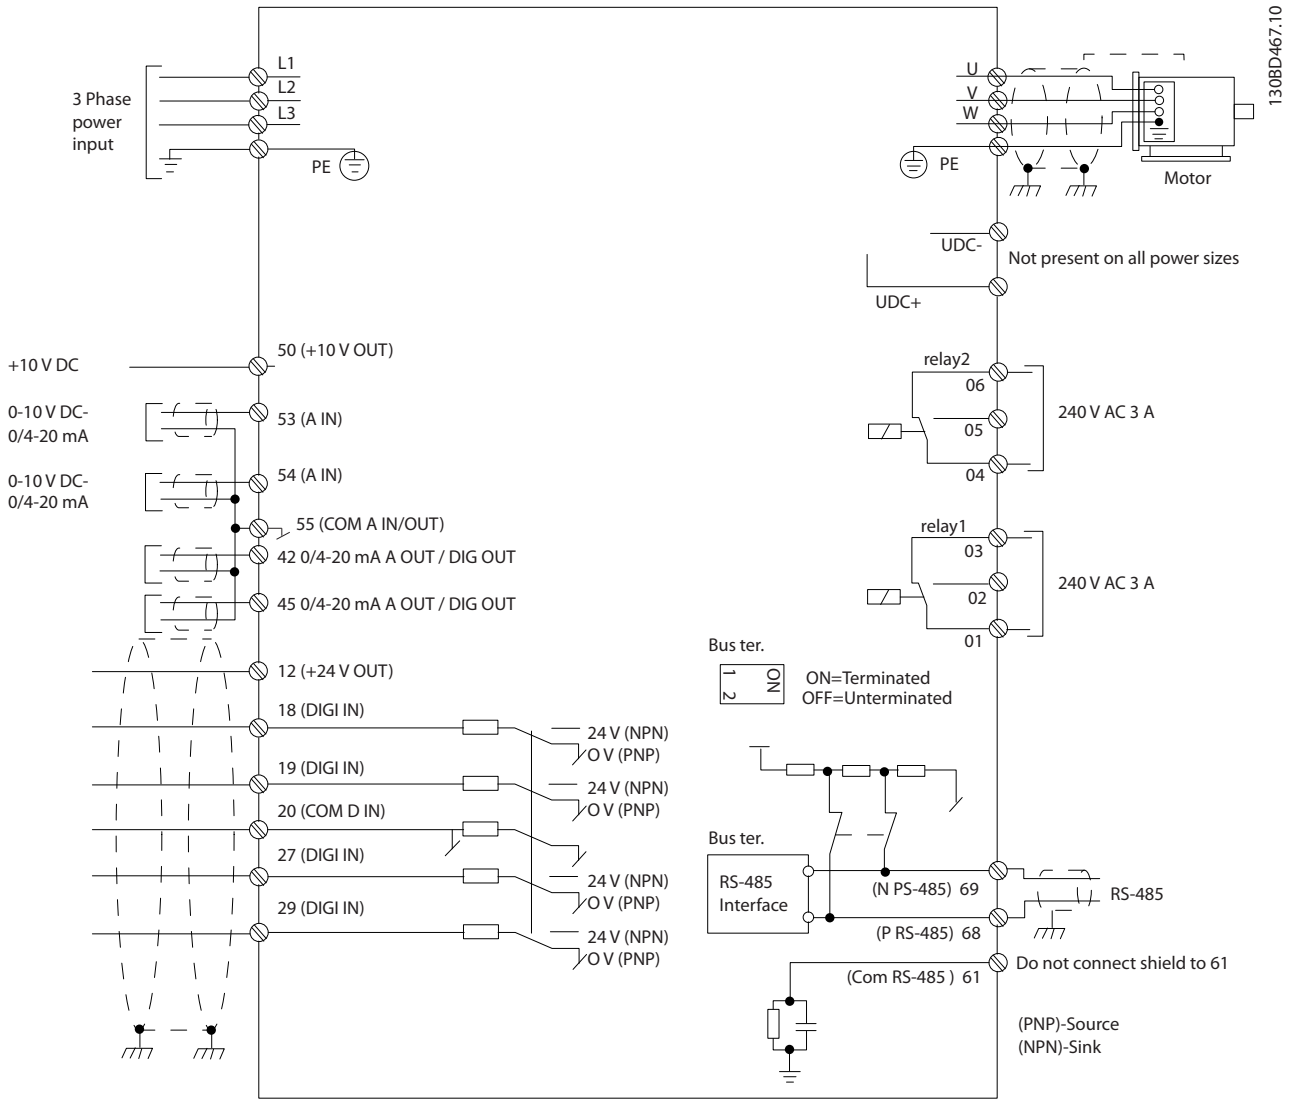 130BD467.10
L1
L2
L3
3 Phase
power
input
PE
U
V
W
PE
Motor
UDC-
Not present on all power sizes
UDC+
+10 V DC
50 (+10 V OUT)
0-10 V DC-
0/4-20 mA
53 (A IN)
0-10 V DC-
0/4-20 mA
54 (A IN)
55 (COM A IN/OUT)
42 0/4-20 mA A OUT / DIG OUT
45 0/4-20 mA A OUT / DIG OUT
12 (+24 V OUT)
18 (DIGI IN)
24 V (NPN)
O V (PNP)
19 (DIGI IN)
24 V (NPN)
O V (PNP)
20 (COM D IN)
27 (DIGI IN)
24 V (NPN)
O V (PNP)
29 (DIGI IN)
24 V (NPN)
O V (PNP)
relay2
06
05
04
240 V AC 3 A
relay1
03
02
01
240 V AC 3 A
Bus ter.
1
2
ON
ON=Terminated
OFF=Unterminated
Bus ter.
RS-485
Interface
(N PS-485) 69
RS-485
(P RS-485) 68
(Com RS-485 ) 61
Do not connect shield to 61
(PNP)-Source
(NPN)-Sink